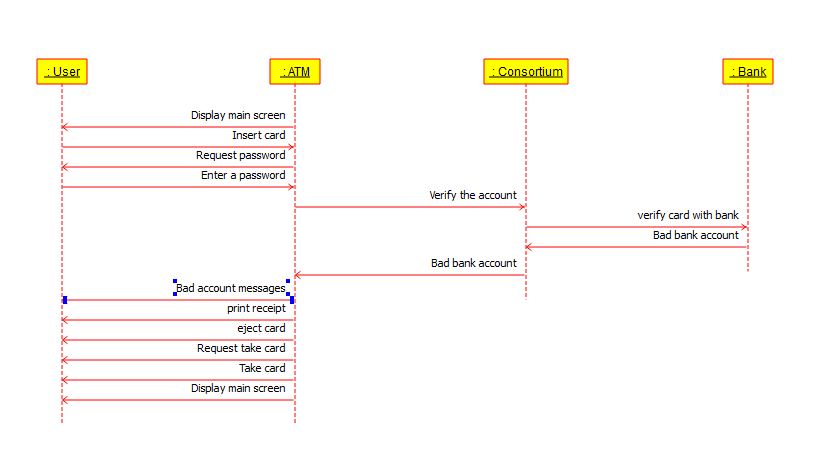 : User
: ATM
: Consortium
: Bank
Display main screen
Insert card
Request password
Enter a password
Verify the account
verify card with bank
Bad bank account
Bad bank account
Bad account messages
print receipt
eject card
Request take card
Take card
Display main screen